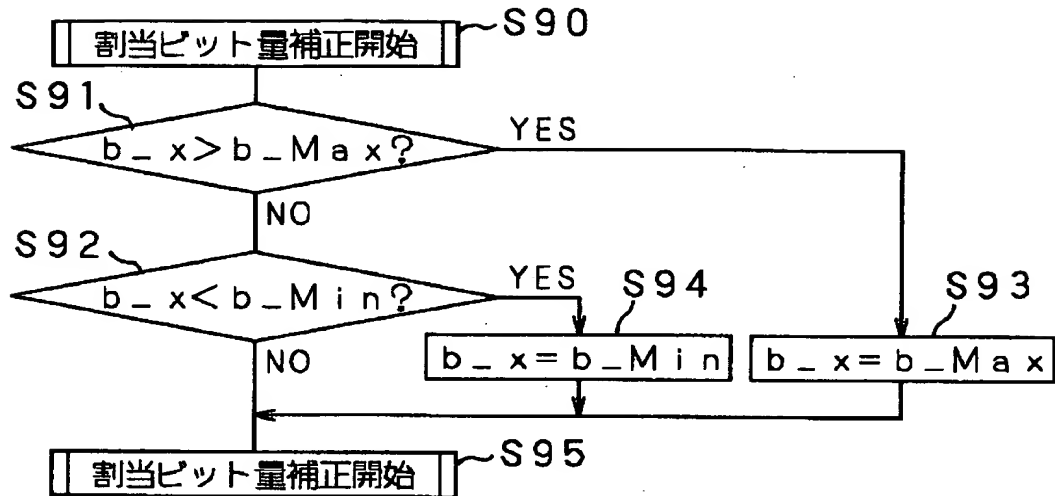 割当ビット量補正開始 S90
S91
b_x>b_Max? YES
NO
S92
b_x<b_Min? YES
S94 S93
NO
b_x=b_Min b_x=b_Max
割当ビット量補正開始 S95